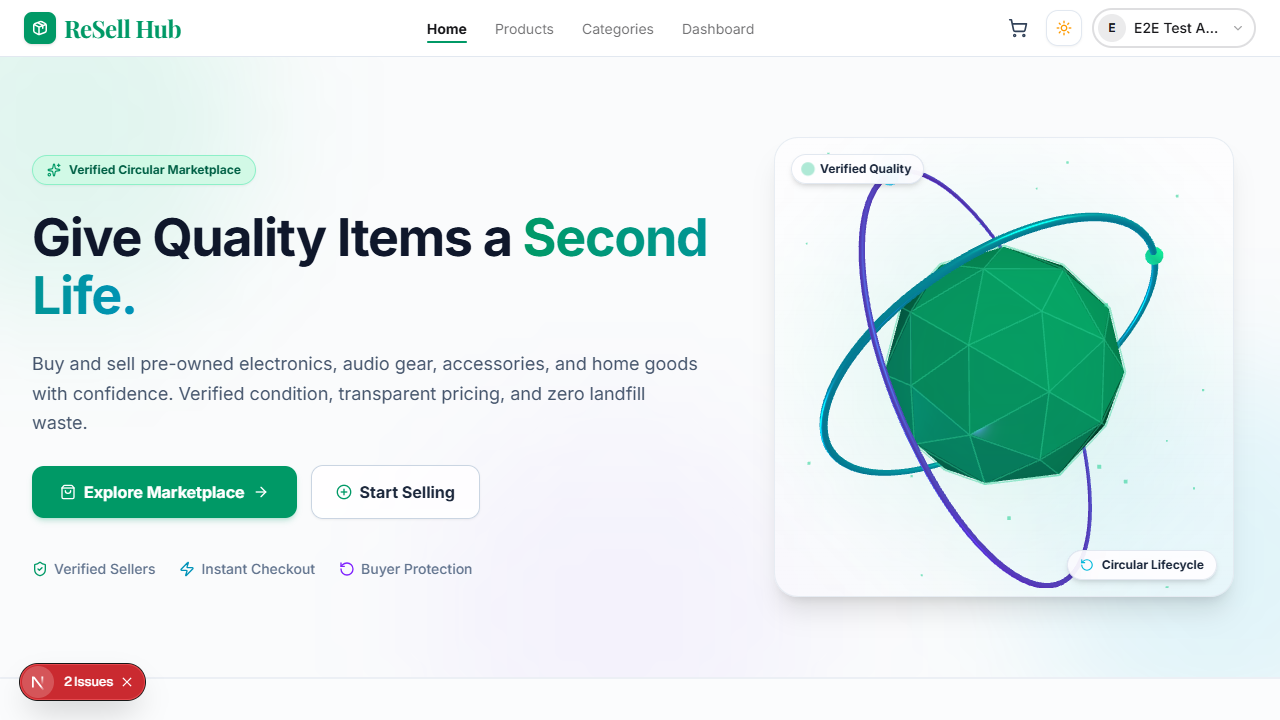 ReSell Hub
Home
Products
Categories
Dashboard
E
E2E Test A...
Verified Circular Marketplace
Give Quality Items a Second
Life.
Buy and sell pre-owned electronics, audio gear, accessories, and home goods
with confidence. Verified condition, transparent pricing, and zero landfill
waste.
Explore Marketplace
Start Selling
Verified Sellers
Instant Checkout
Buyer Protection
Verified Quality
Circular Lifecycle
N
2 Issues